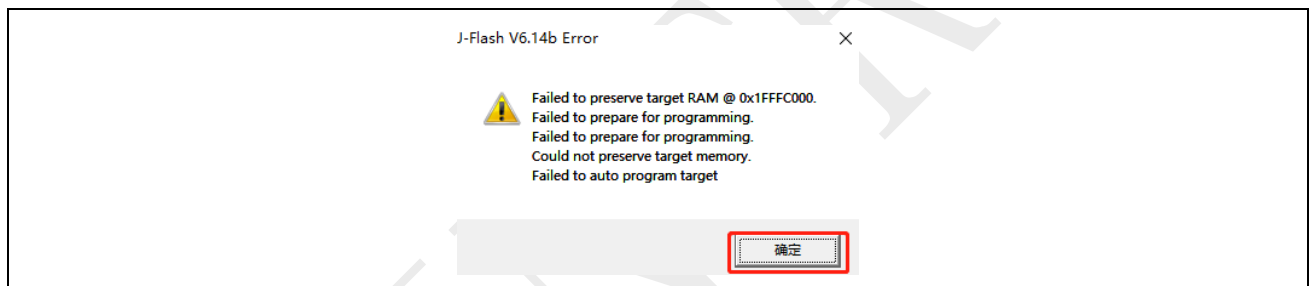 J-Flash V6.14b Error
Failed to preserve target RAM @ 0x1FFFC000.
Failed to prepare for programming.
Failed to prepare for programming.
Could not preserve target memory.
Failed to auto program target
确定